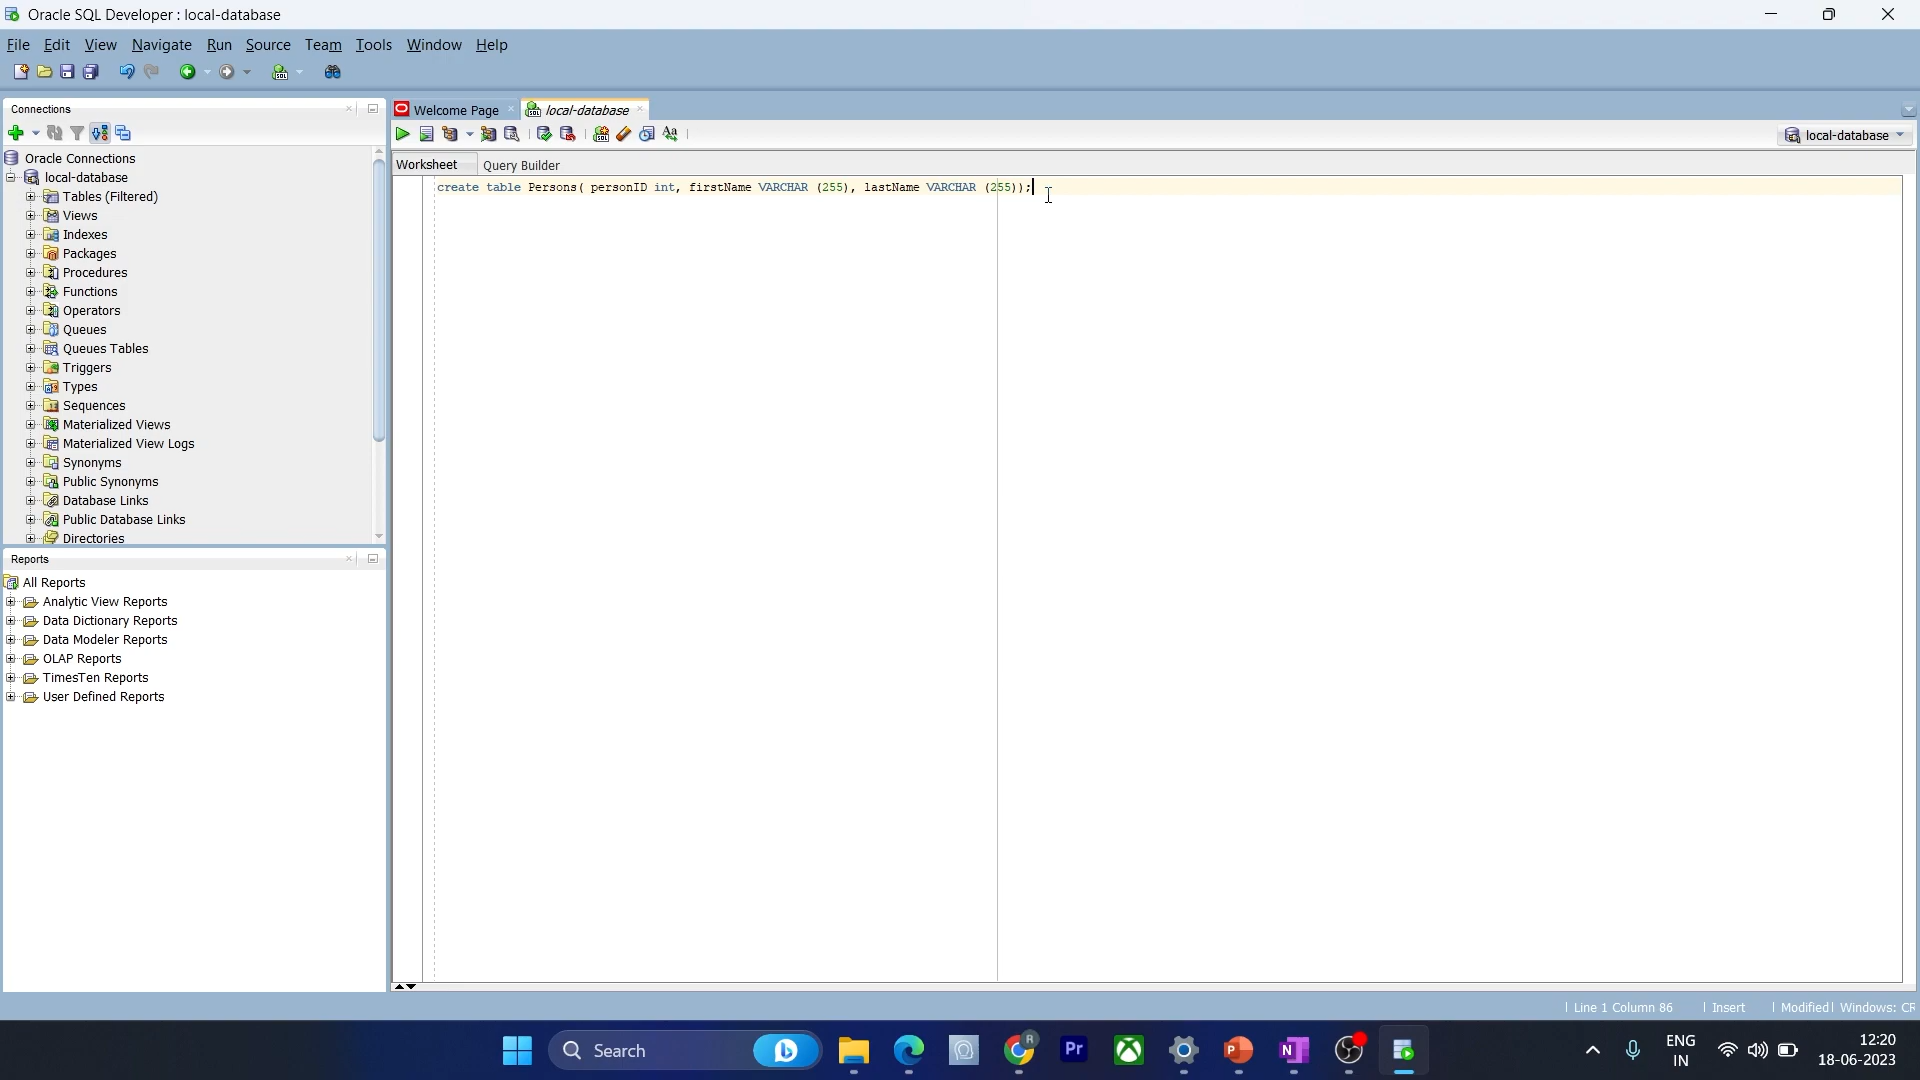 Oracle SQL Developer : local-database
File Edit View Navigate Run Source Team Tools Window Help
Connections
Welcome Page
local-database
local-database
Worksheet
Query Builder
Oracle Connections
local-database
Tables (Filtered)
Views
Indexes
Packages
Procedures
Functions
Operators
Queues
Queues Tables
Triggers
Types
Sequences
Materialized Views
Materialized View Logs
Synonyms
Public Synonyms
Database Links
Public Database Links
Directories
create table Persons( personID int, firstName VARCHAR (255), lastName VARCHAR (255));
Reports
All Reports
Analytic View Reports
Data Dictionary Reports
Data Modeler Reports
OLAP Reports
TimesTen Reports
User Defined Reports
Line 1 Column 86 Insert Modified Windows: CR
Search
ENG
IN
12:20
18-06-2023